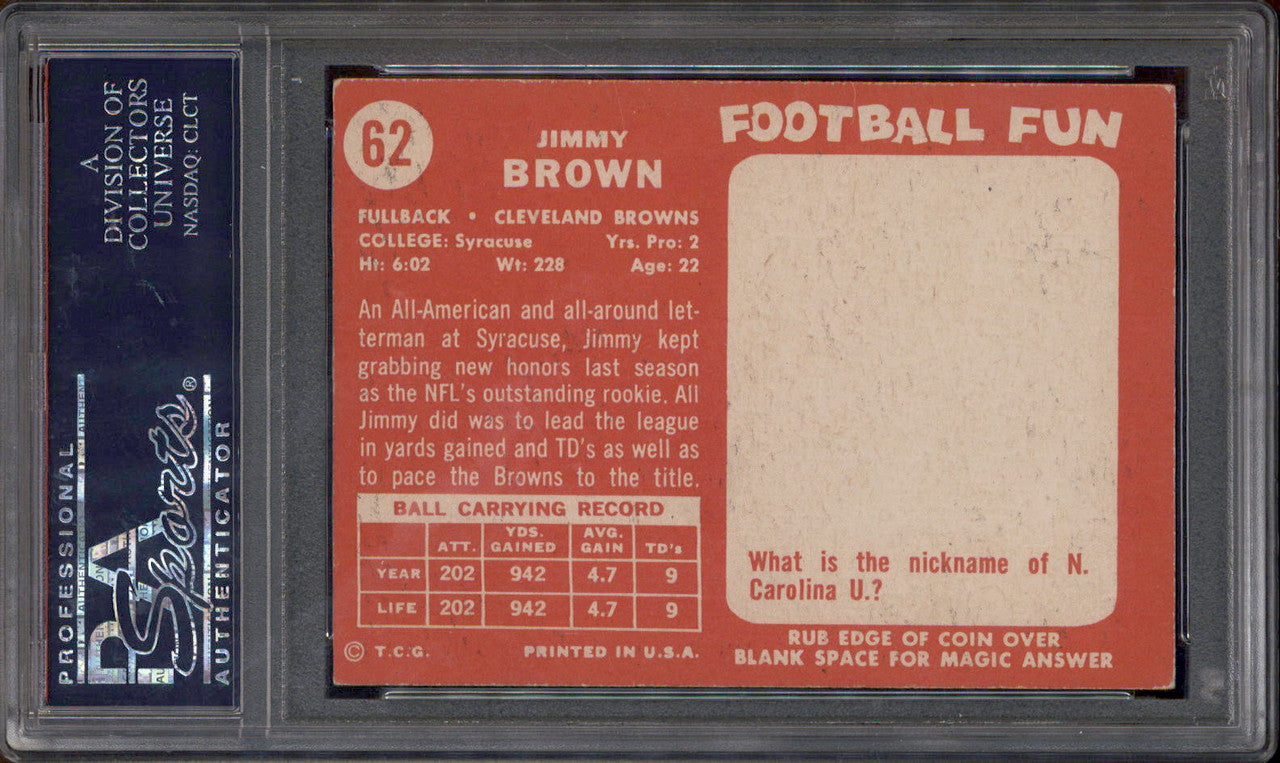 A
DIVISION OF
COLLECTORS
UNIVERSE
NASDAQ: CLCT
PROFESSIONAL
PSA
Sports®
AUTHENTICATOR
62
JIMMY
BROWN
FULLBACK • CLEVELAND BROWNS
COLLEGE: Syracuse Yrs. Pro: 2
Ht: 6:02 Wt: 228 Age: 22
An All-American and all-around let-
terman at Syracuse, Jimmy kept
grabbing new honors last season
as the NFL's outstanding rookie. All
Jimmy did was to lead the league
in yards gained and TD's as well as
to pace the Browns to the title.
BALL CARRYING RECORD
ATT. YDS. GAINED AVG. GAIN TD's
YEAR 202 942 4.7 9
LIFE 202 942 4.7 9
© T.C.G. PRINTED IN U.S.A.
FOOTBALL FUN
What is the nickname of N.
Carolina U.?
RUB EDGE OF COIN OVER
BLANK SPACE FOR MAGIC ANSWER